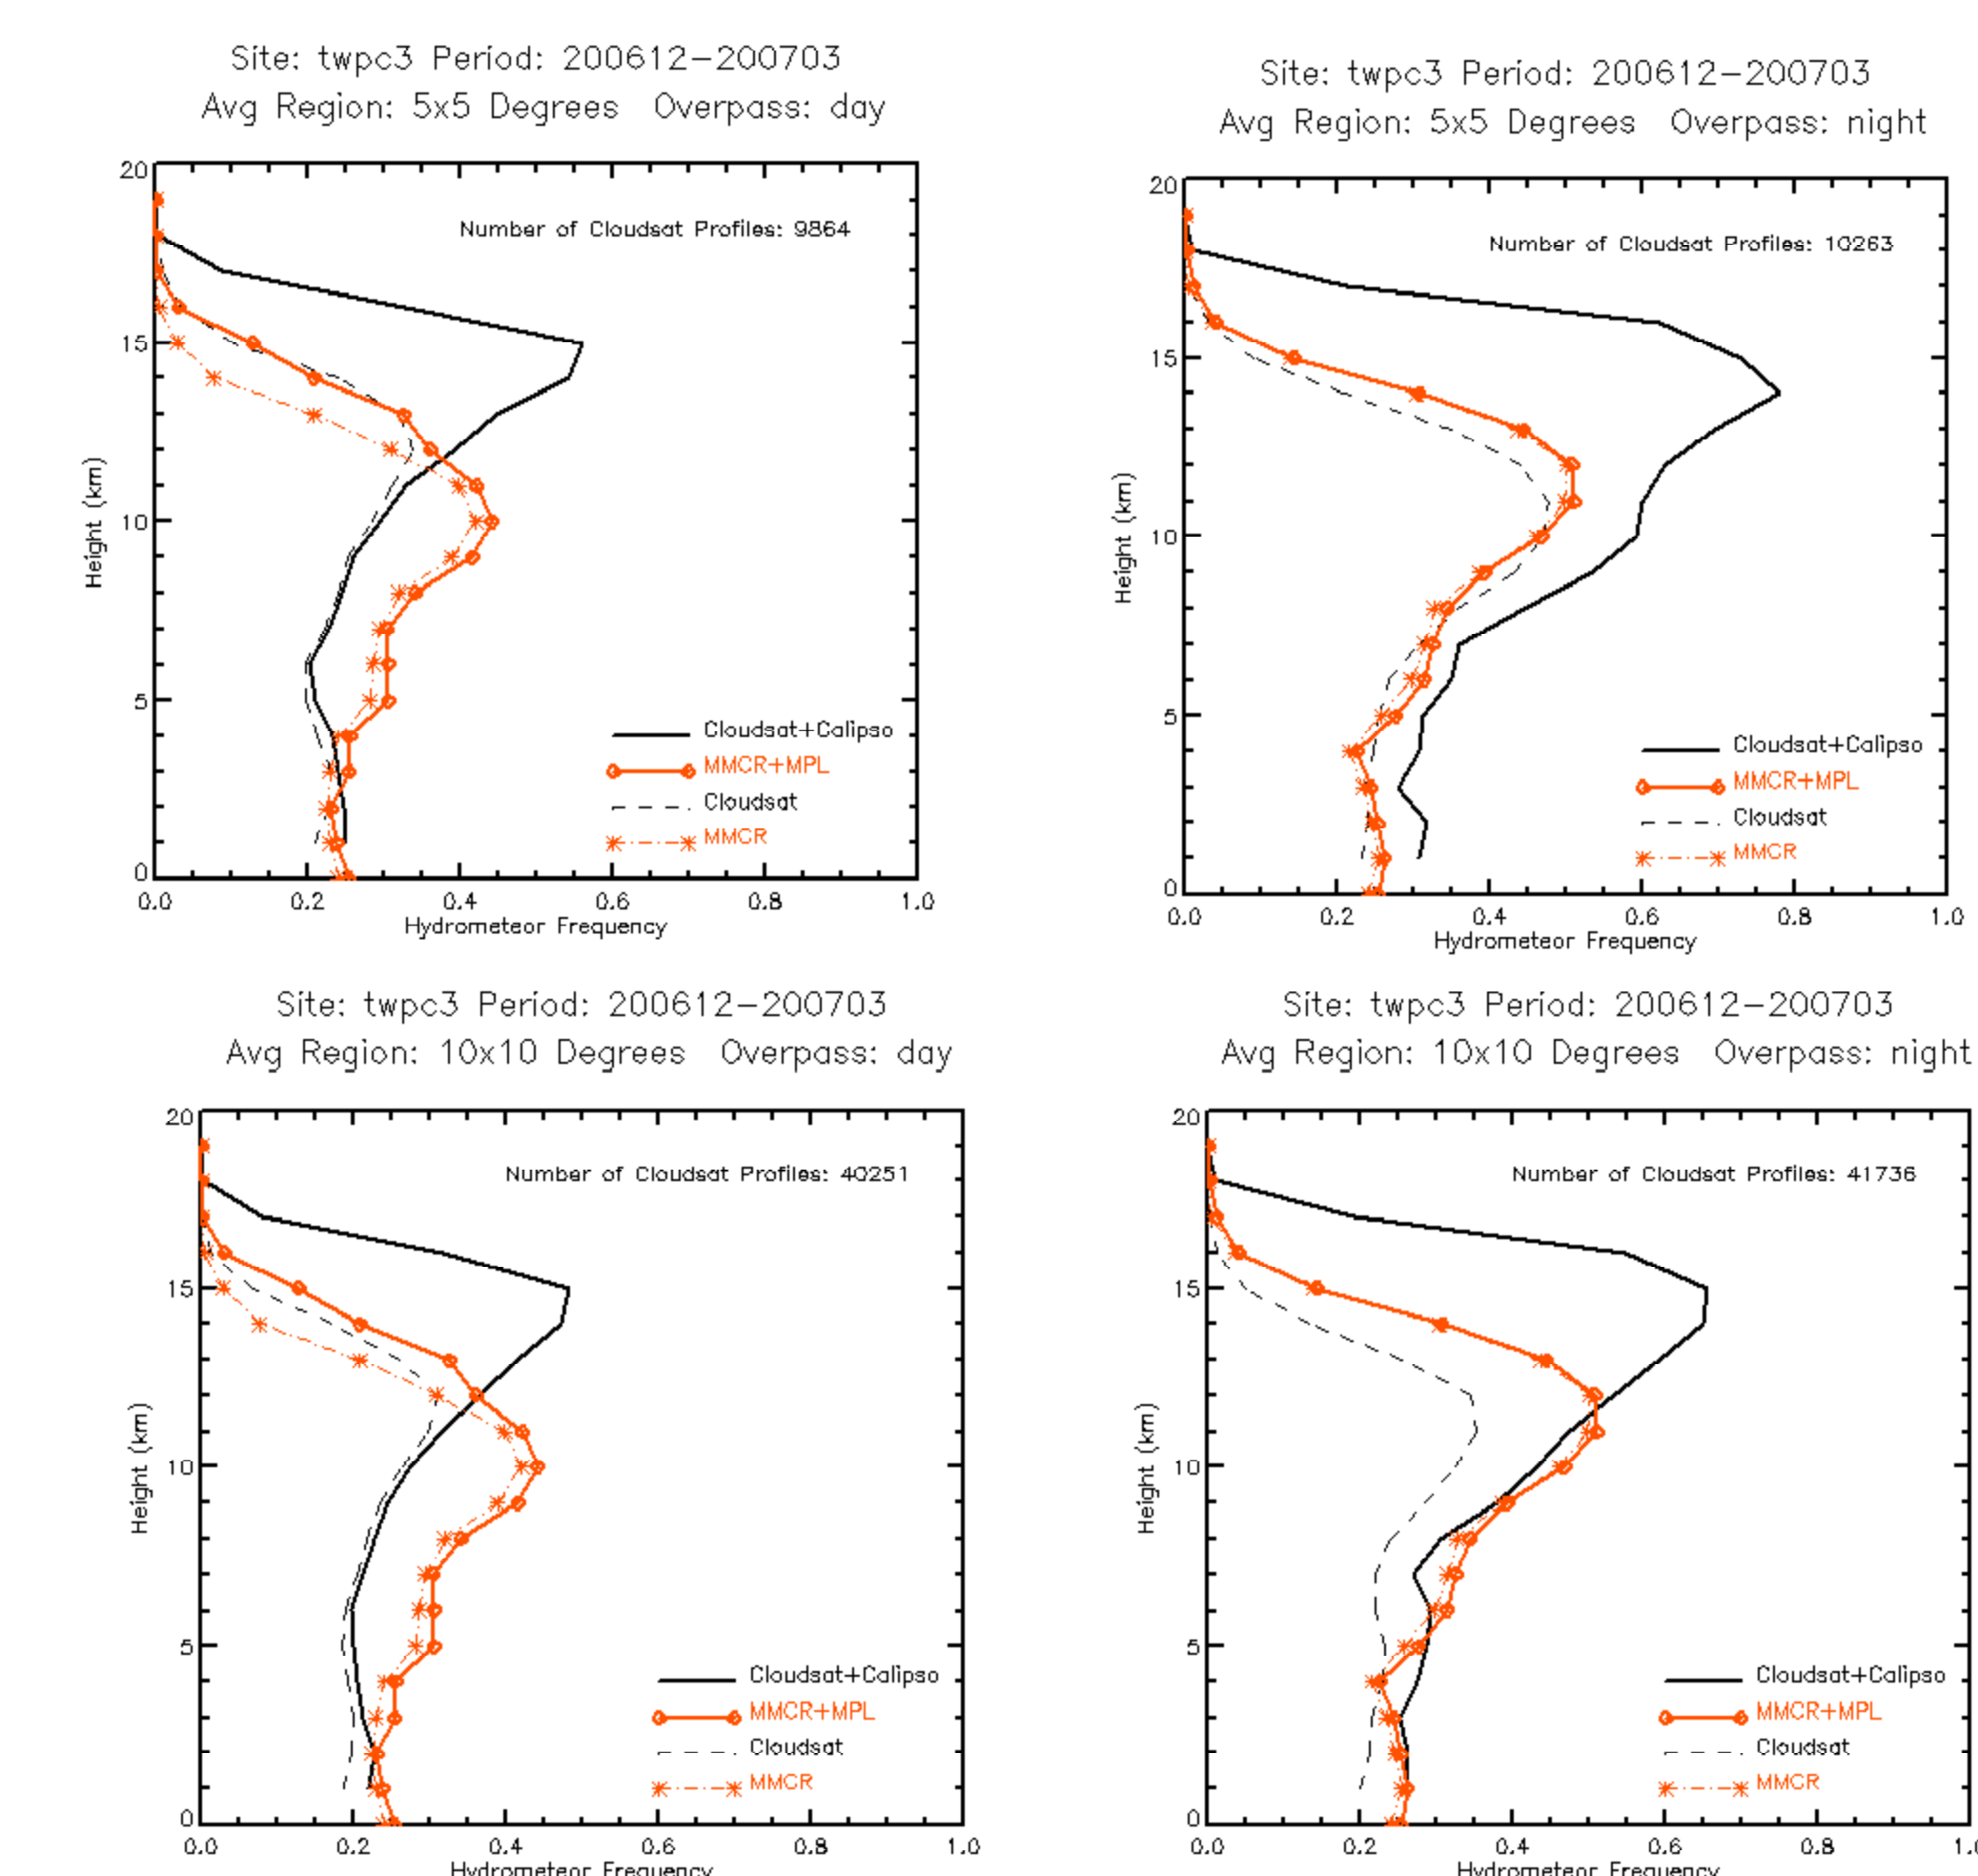 Site: twpc3 Period: 200612-200703
Avg Region: 5x5 Degrees Overpass: day
20
15
10
5
0
Height (km)
Number of Cloudsat Profiles: 9864
Cloudsat+Calipso
MMCR+MPL
Cloudsat
MMCR
0.0 0.2 0.4 0.6 0.8 1.0
Hydrometeor Frequency
Site: twpc3 Period: 200612-200703
Avg Region: 5x5 Degrees Overpass: night
20
15
10
5
0
Height (km)
Number of Cloudsat Profiles: 10263
Cloudsat+Calipso
MMCR+MPL
Cloudsat
MMCR
0.0 0.2 0.4 0.6 0.8 1.0
Hydrometeor Frequency
Site: twpc3 Period: 200612-200703
Avg Region: 10x10 Degrees Overpass: day
20
15
10
5
0
Height (km)
Number of Cloudsat Profiles: 40251
Cloudsat+Calipso
MMCR+MPL
Cloudsat
MMCR
0.0 0.2 0.4 0.6 0.8 1.0
Hydrometeor Frequency
Site: twpc3 Period: 200612-200703
Avg Region: 10x10 Degrees Overpass: night
20
15
10
5
0
Height (km)
Number of Cloudsat Profiles: 41736
Cloudsat+Calipso
MMCR+MPL
Cloudsat
MMCR
0.0 0.2 0.4 0.6 0.8 1.0
Hydrometeor Frequency